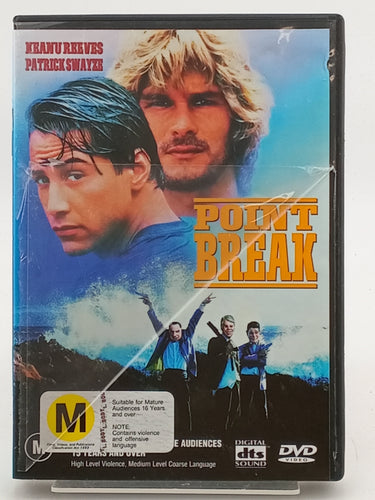 KEANU REEVES
PATRICK SWAYZE
POINT
BREAK
M
Suitable for Mature
Audiences 16 Years
and over
NOTE:
Contains violence and
offensive
language
AUDIENCES
15 YEARS AND OVER
High Level Violence, Medium Level Coarse Language
DIGITAL
dts
SOUND
DVD
VIDEO